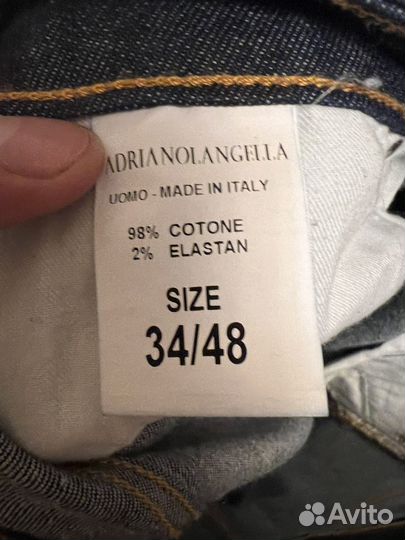 ADRIANOLANGELLA
UOMO - MADE IN ITALY
98% COTONE
2% ELASTAN
SIZE
34/48
Avito